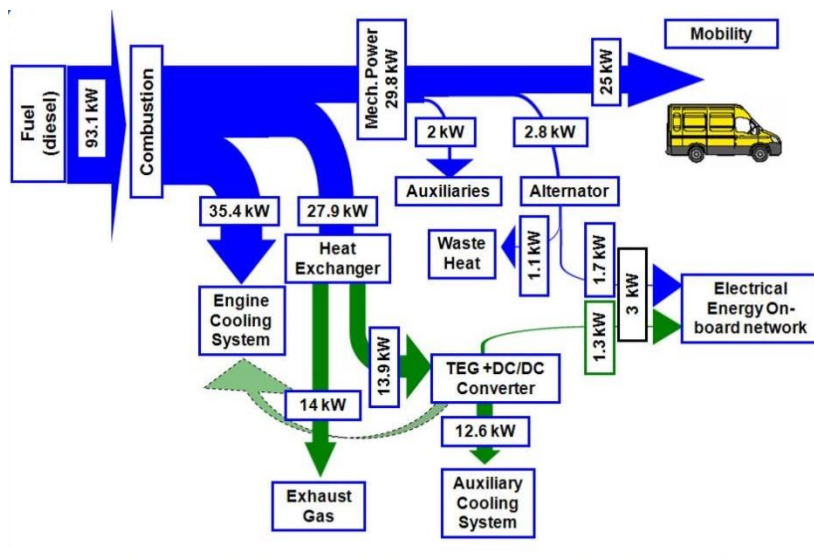 Fuel
(diesel)
93.1 kW
Combustion
Mech. Power
29.8 kW
25 kW
Mobility
2 kW
2.8 kW
Auxiliaries
Alternator
35.4 kW
27.9 kW
Heat
Exchanger
Waste
Heat
1.1 kW
1.7 kW
3 kW
1.3 kW
Electrical
Energy On-
board network
Engine
Cooling
System
13.9 kW
TEG +DC/DC
Converter
14 kW
12.6 kW
Exhaust
Gas
Auxiliary
Cooling
System